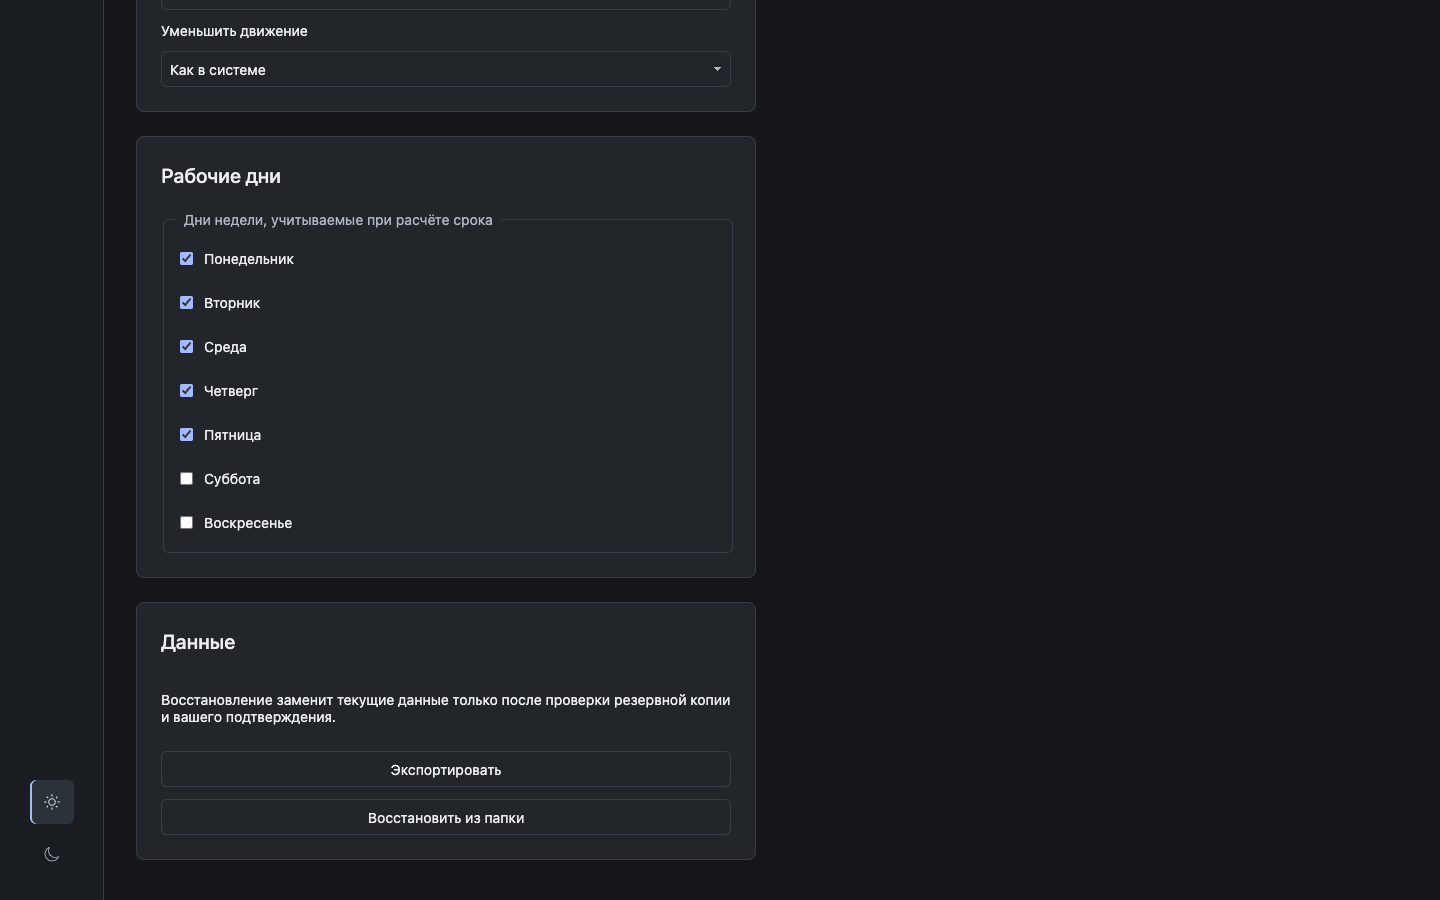 Уменьшить движение
Как в системе
Рабочие дни
Дни недели, учитываемые при расчёте срока
Понедельник
Вторник
Среда
Четверг
Пятница
Суббота
Воскресенье
Данные
Восстановление заменит текущие данные только после проверки резервной копии
и вашего подтверждения.
Экспортировать
Восстановить из папки